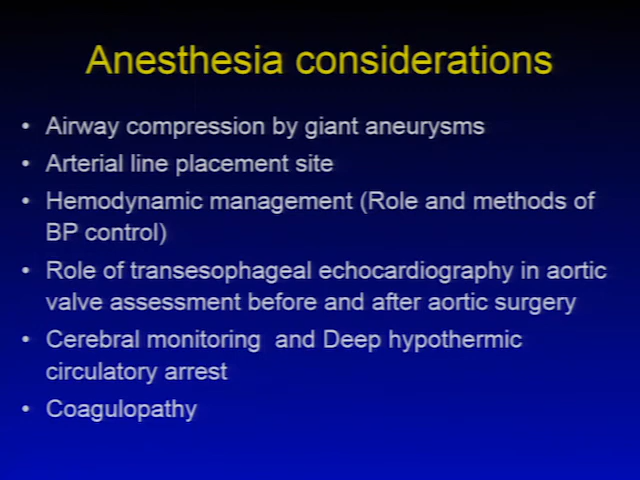 Anesthesia considerations
• Airway compression by giant aneurysms
• Arterial line placement site
• Hemodynamic management (Role and methods of
BP control)
• Role of transesophageal echocardiography in aortic
valve assessment before and after aortic surgery
• Cerebral monitoring  and Deep hypothermic
circulatory arrest
• Coagulopathy